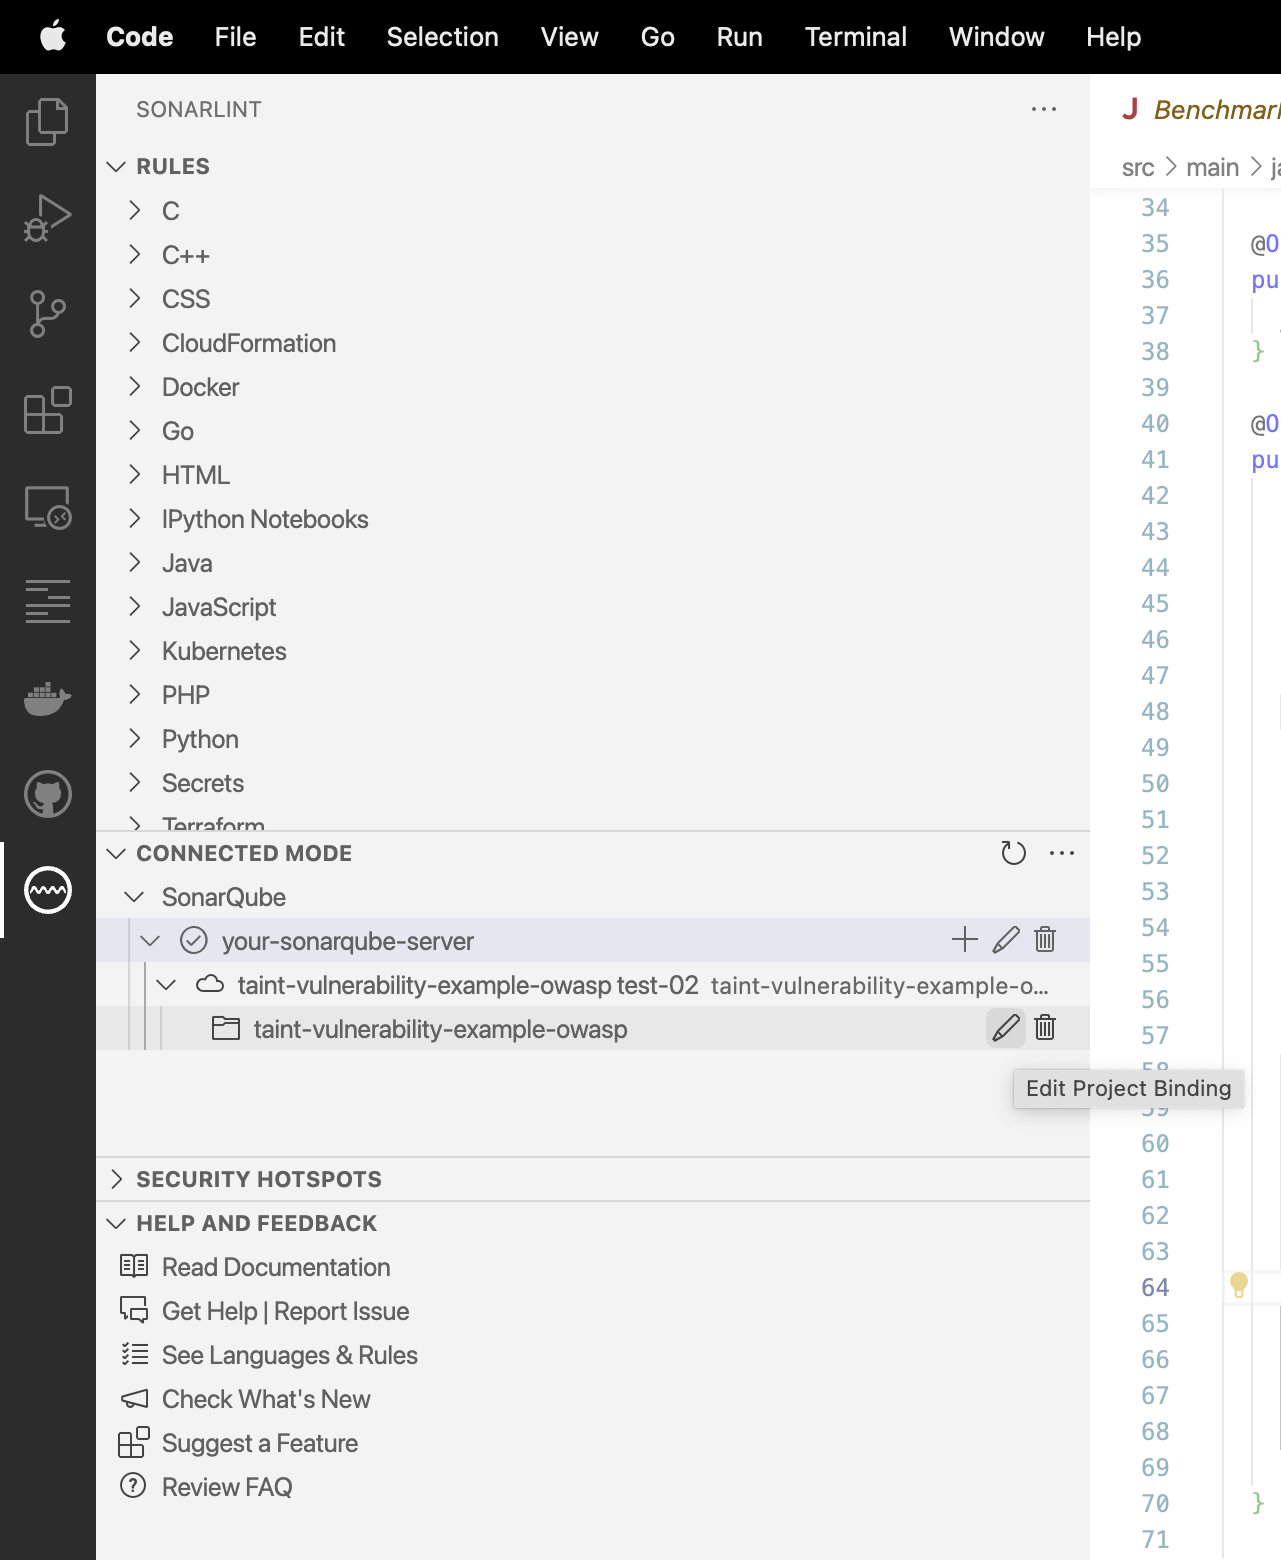 Code File Edit Selection View Go Run Terminal Window Help
SONARLINT
RULES
C
C++
CSS
CloudFormation
Docker
Go
HTML
IPython Notebooks
Java
JavaScript
Kubernetes
PHP
Python
Secrets
Terraform
CONNECTED MODE
SonarQube
your-sonarqube-server
taint-vulnerability-example-owasp test-02 taint-vulnerability-example-o...
taint-vulnerability-example-owasp
Edit Project Binding
SECURITY HOTSPOTS
HELP AND FEEDBACK
Read Documentation
Get Help | Report Issue
See Languages & Rules
Check What's New
Suggest a Feature
Review FAQ
J Benchmark
src > main > ja
34
35 @O
36 pu
37
38 }
39
40 @O
41 pu
42
43
44
45
46
47
48
49
50
51
52
53
54
55
56
57
58
59
60
61
62
63
64
65
66
67
68
69
70 }
71